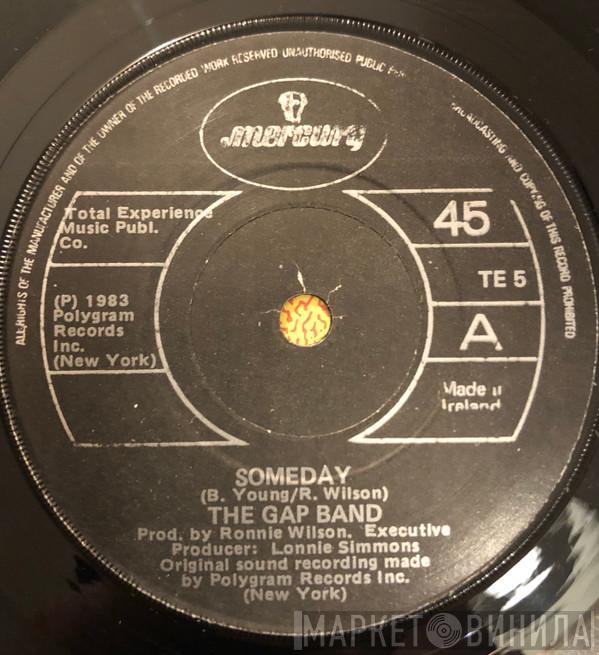 ALL RIGHTS OF THE MANUFACTURER AND OF THE OWNER OF THE RECORDED WORK RESERVED UNAUTHORISED PUBLIC
BROADCASTING AND COPYING OF THIS RECORD PROHIBITED
mercury
Total Experience
Music Publ.
Co.
(P) 1983
Polygram
Records
Inc.
(New York)
45
TE 5
A
Made
Ireland
SOMEDAY
(B. Young/R. Wilson)
THE GAP BAND
Prod. by Ronnie Wilson. Executive
Producer: Lonnie Simmons
Original sound recording made
by Polygram Records Inc.
(New York)
МАРКЕТ ВИНИЛА